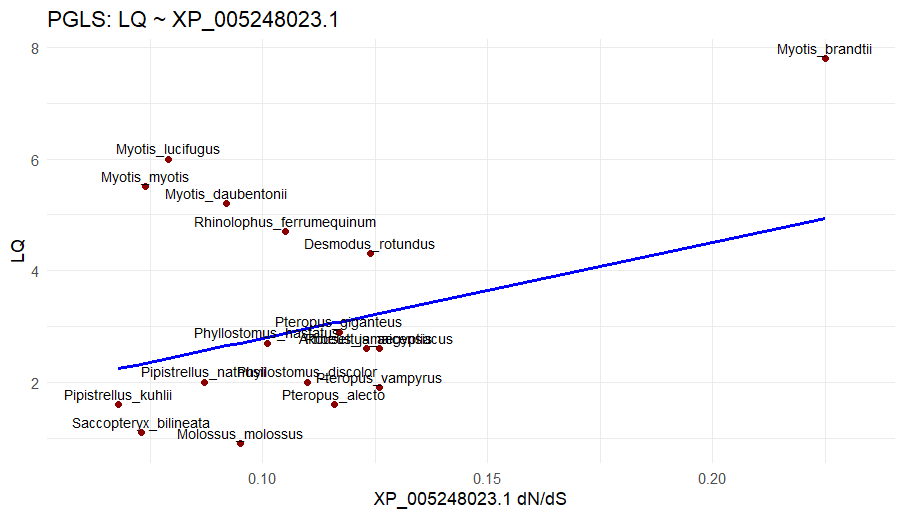 PGLS: LQ ~ XP_005248023.1
8
Myotis_brandtii
Myotis_lucifugus
6
Myotis_myotis
Myotis_daubentonii
Rhinolophus_ferrumequinum
Desmodus_rotundus
LQ
4
Pteropus_giganteus
Phyllostomus_hastatus
Pipistrellus_nathusii
Phyllostomus_discolor
Pteropus_vampyrus
2
Pipistrellus_kuhlii
Pteropus_alecto
Saccopteryx_bilineata
Molossus_molossus
0.10
0.15
0.20
XP_005248023.1 dN/dS